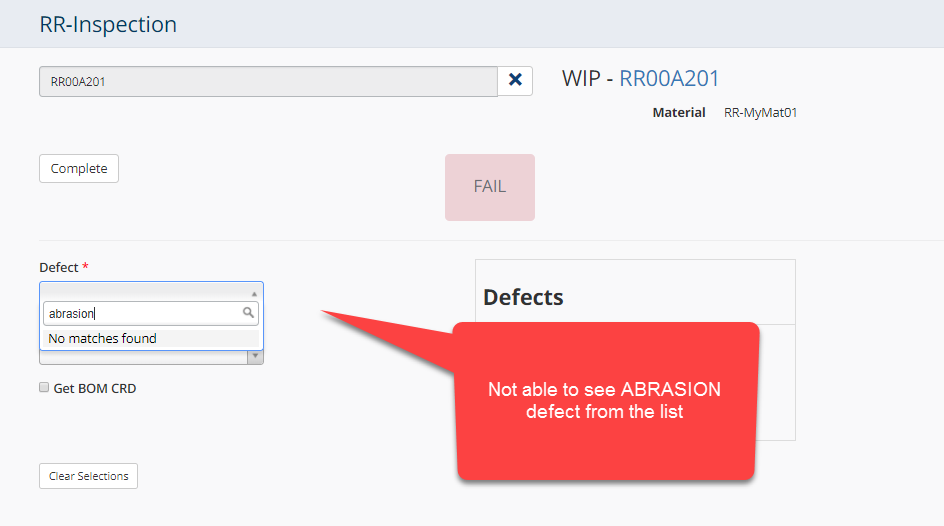 RR-Inspection
RR00A201
WIP - RR00A201
Material RR-MyMat01
Complete
FAIL
Defect *
abrasion
No matches found
Get BOM CRD
Clear Selections
Defects
Not able to see ABRASION
defect from the list